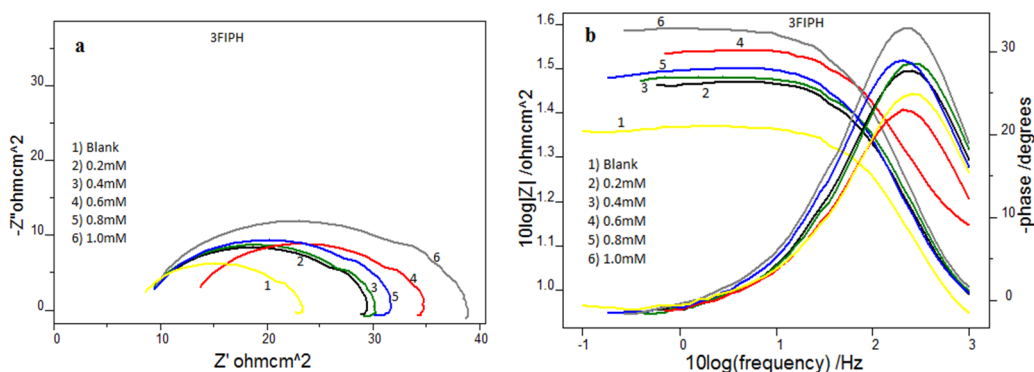 a
3FIPH
30
20
10
0
-Z"ohmcm^2
1) Blank
2) 0.2mM
3) 0.4mM
4) 0.6mM
5) 0.8mM
6) 1.0mM
1
2
3
4
5
6
0
10
20
30
40
Z' ohmcm^2
b
3FIPH
1.6
1.5
1.4
1.3
1.2
1.1
1.0
10log|Z| /ohmcm^2
6
4
5
3
2
1
1) Blank
2) 0.2mM
3) 0.4mM
4) 0.6mM
5) 0.8mM
6) 1.0mM
30
20
10
0
-phase /degrees
-1
0
1
2
3
10log(frequency) /Hz